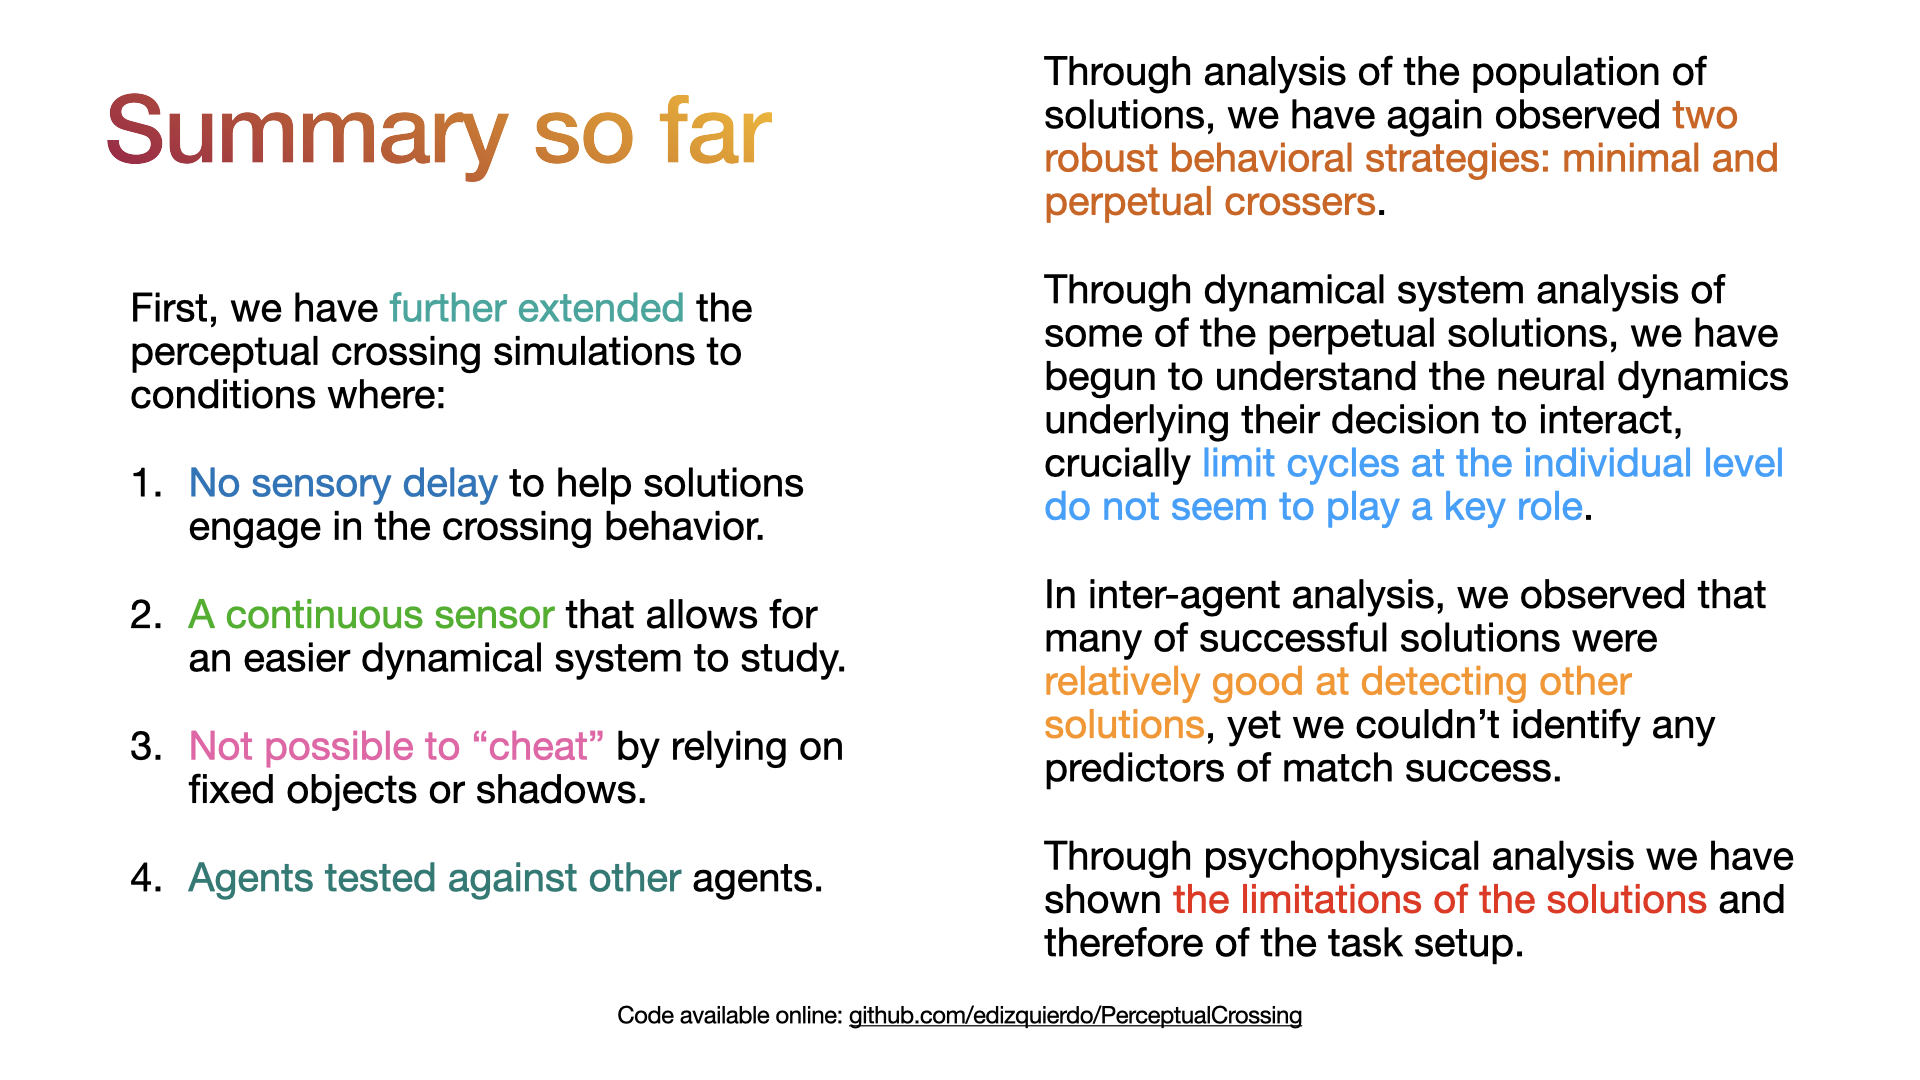 Summary so far
First, we have further extended the
perceptual crossing simulations to
conditions where:
1. No sensory delay to help solutions
engage in the crossing behavior.
2. A continuous sensor that allows for
an easier dynamical system to study.
3. Not possible to “cheat” by relying on
fixed objects or shadows.
4. Agents tested against other agents.
Through analysis of the population of
solutions, we have again observed two
robust behavioral strategies: minimal and
perpetual crossers.
Through dynamical system analysis of
some of the perpetual solutions, we have
begun to understand the neural dynamics
underlying their decision to interact,
crucially limit cycles at the individual level
do not seem to play a key role.
In inter-agent analysis, we observed that
many of successful solutions were
relatively good at detecting other
solutions, yet we couldn’t identify any
predictors of match success.
Through psychophysical analysis we have
shown the limitations of the solutions and
therefore of the task setup.
Code available online: github.com/edizquierdo/PerceptualCrossing